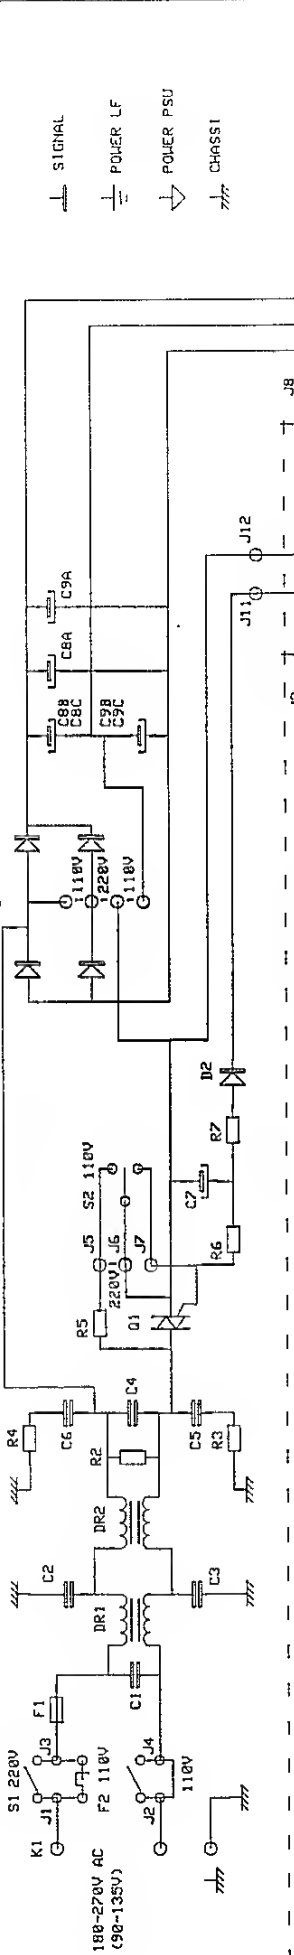 SIGNAL
POWER LF
POWER PSU
CHASSI
J8
J12
J11
C9A
C8A
C8B
C8C
C9B
C9C
110V
220V
110V
D2
R7
C7
R6
S2 110V
J5
J6
J7
220V
R5
Q1
R4
C6
C4
R2
C5
R3
DR2
C2
C3
DR1
C1
F1
S1 220V
J3
J1
K1
F2 110V
J4
J2
110V
180-270V AC
(90-135V)